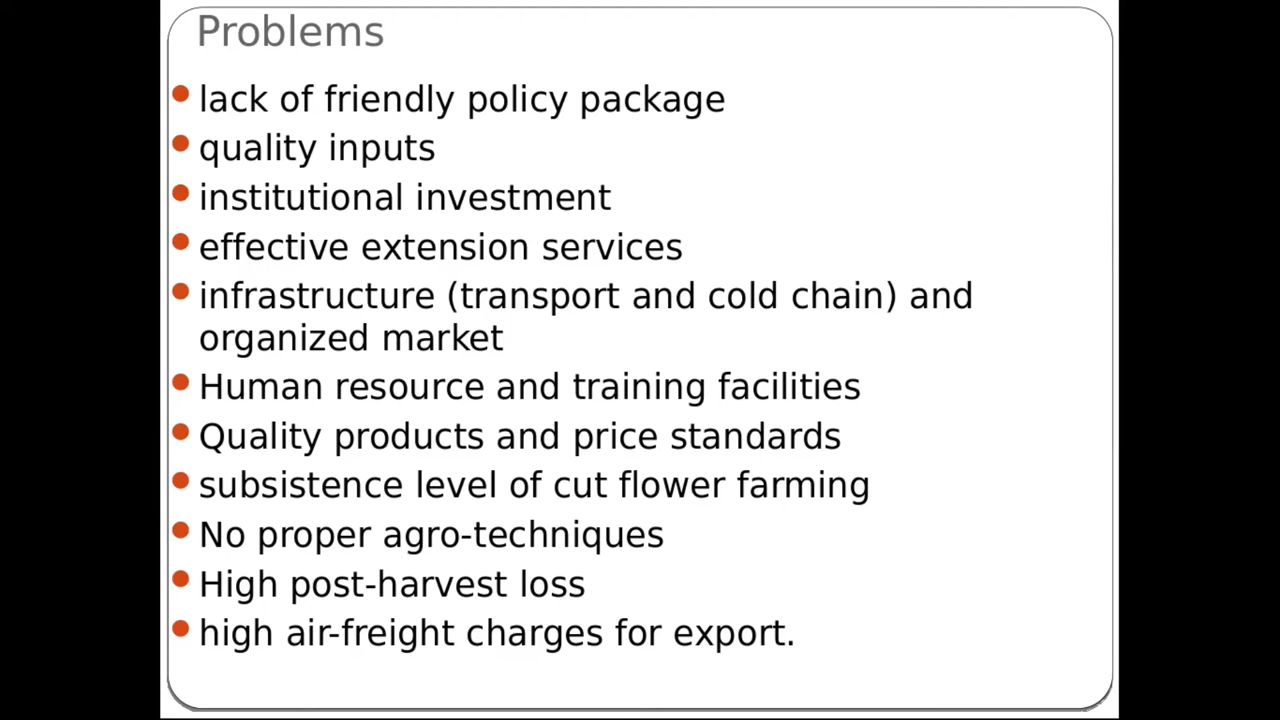 Problems
lack of friendly policy package
quality inputs
institutional investment
effective extension services
infrastructure (transport and cold chain) and
organized market
Human resource and training facilities
Quality products and price standards
subsistence level of cut flower farming
No proper agro-techniques
High post-harvest loss
high air-freight charges for export.